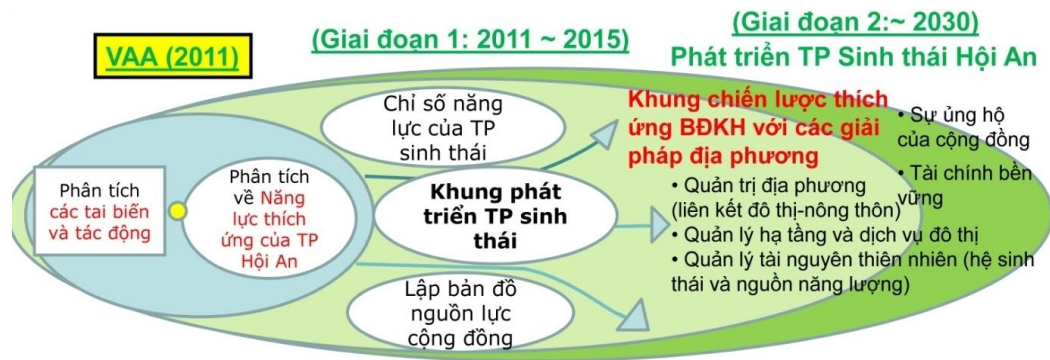 VAA (2011)
(Giai đoạn 1: 2011 ~ 2015)
(Giai đoạn 2:~ 2030)
Phát triển TP Sinh thái Hội An
Phân tích
các tai biến
và tác động
Phân tích
về Năng
lực thích
ứng của TP
Hội An
Chỉ số năng
lực của TP
sinh thái
Khung phát
triển TP sinh
thái
Lập bản đồ
nguồn lực
cộng đồng
Khung chiến lược thích
ứng BĐKH với các giải
pháp địa phương
• Quản trị địa phương
(liên kết đô thị-nông thôn)
• Quản lý hạ tầng và dịch vụ đô thị
• Quản lý tài nguyên thiên nhiên (hệ sinh
thái và nguồn năng lượng)
• Sự ủng hộ
của cộng đồng
• Tài chính bền
vững